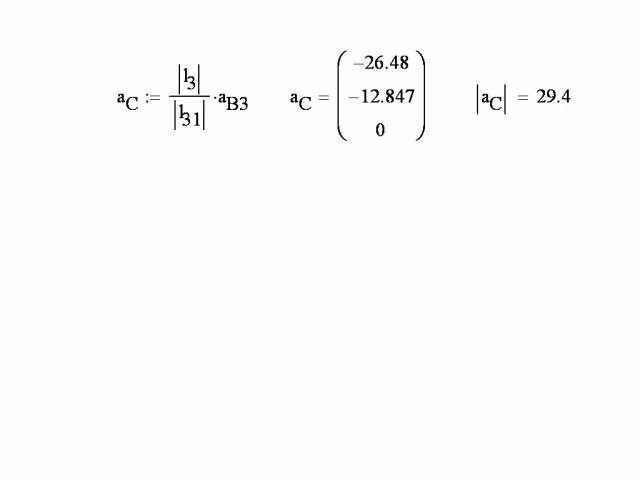 a_C := |l_3| / |l_31| · a_B3    a_C = (−26.48    |a_C| = 29.4
−12.847
0)